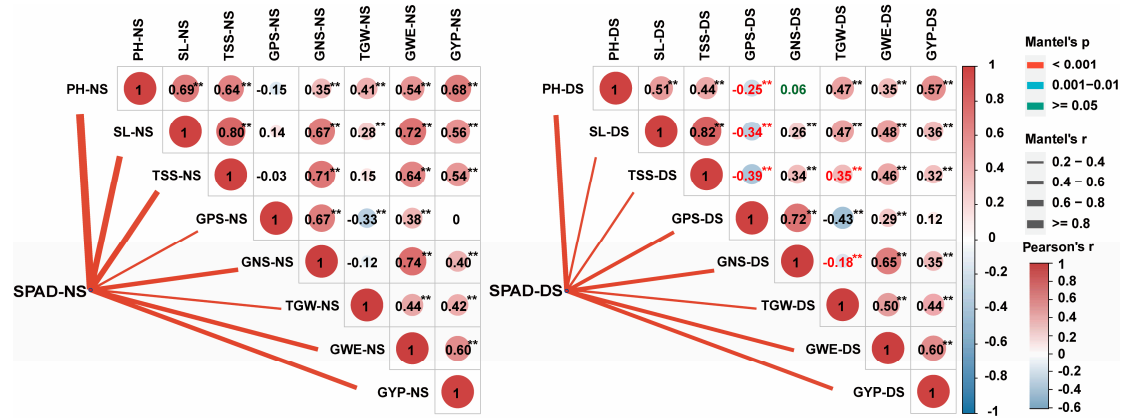 PH-NS SL-NS TSS-NS GPS-NS GNS-NS TGW-NS GWE-NS GYP-NS
PH-NS 1 0.69** 0.64** -0.15 0.35** 0.41** 0.54** 0.68**
SL-NS 1 0.80** 0.14 0.67** 0.28** 0.72** 0.56**
TSS-NS 1 -0.03 0.71** 0.15 0.64** 0.54**
GPS-NS 1 0.67** -0.33** 0.38** 0
GNS-NS 1 -0.12 0.74** 0.40**
SPAD-NS
TGW-NS 1 0.44** 0.42**
GWE-NS 1 0.60**
GYP-NS 1
PH-DS SL-DS TSS-DS GPS-DS GNS-DS TGW-DS GWE-DS GYP-DS
PH-DS 1 0.51** 0.44** -0.25** 0.06 0.47** 0.35** 0.57**
SL-DS 1 0.82** -0.34** 0.26** 0.47** 0.48** 0.36**
TSS-DS 1 -0.39** 0.34** 0.35** 0.46** 0.32**
GPS-DS 1 0.72** -0.43** 0.29** 0.12
GNS-DS 1 -0.18** 0.65** 0.35**
SPAD-DS
TGW-DS 1 0.50** 0.44**
GWE-DS 1 0.60**
GYP-DS 1
1
0.8
0.6
0.4
0.2
0
-0.2
-0.4
-0.6
-0.8
-1
Mantel's p
< 0.001
0.001−0.01
>= 0.05
Mantel's r
0.2 − 0.4
0.4 − 0.6
0.6 − 0.8
>= 0.8
Pearson's r
1
0.8
0.6
0.4
0.2
0
-0.2
-0.4
-0.6